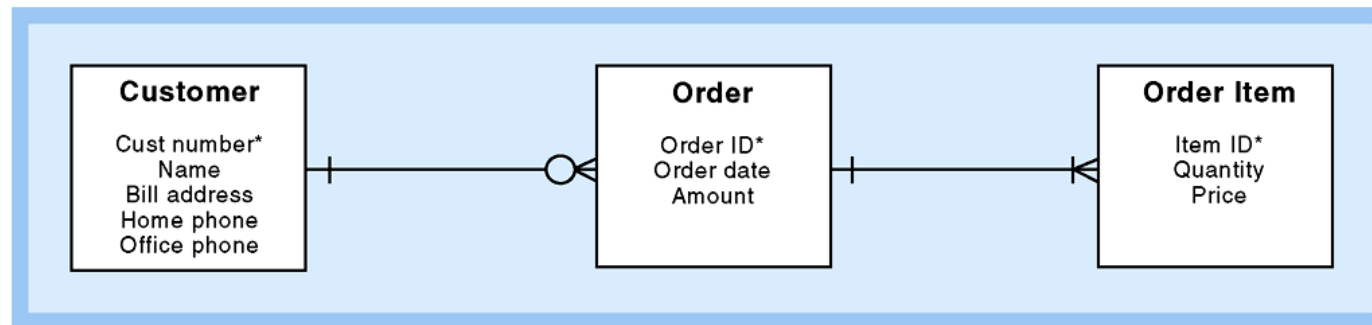 Customer
Cust number*
Name
Bill address
Home phone
Office phone
Order
Order ID*
Order date
Amount
Order Item
Item ID*
Quantity
Price